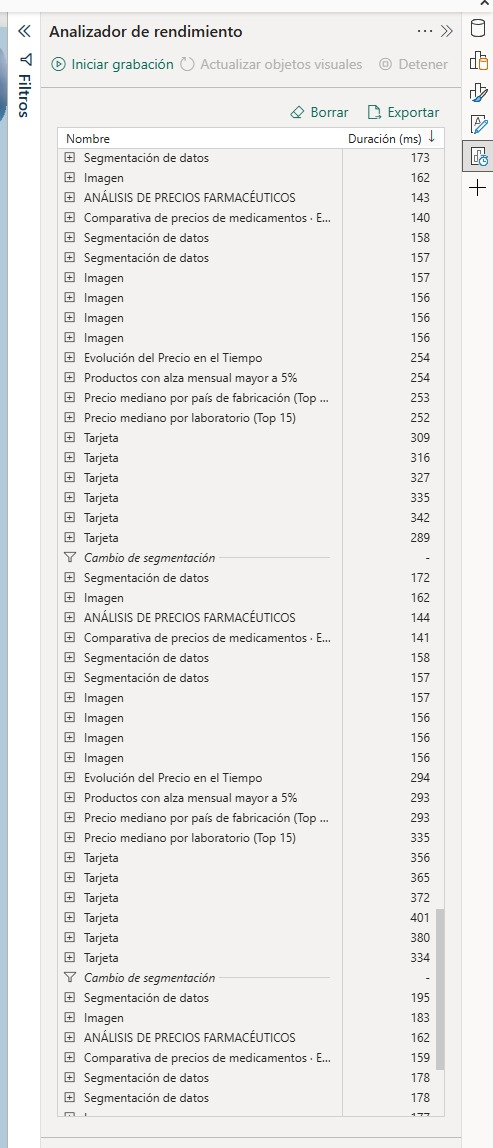 Analizador de rendimiento
Filtros
Iniciar grabación Actualizar objetos visuales Detener
Borrar Exportar
Nombre Duración (ms)
Segmentación de datos 173
Imagen 162
ANÁLISIS DE PRECIOS FARMACÉUTICOS 143
Comparativa de precios de medicamentos · E... 140
Segmentación de datos 158
Segmentación de datos 157
Imagen 157
Imagen 156
Imagen 156
Imagen 156
Evolución del Precio en el Tiempo 254
Productos con alza mensual mayor a 5% 254
Precio mediano por país de fabricación (Top ... 253
Precio mediano por laboratorio (Top 15) 252
Tarjeta 309
Tarjeta 316
Tarjeta 327
Tarjeta 335
Tarjeta 342
Tarjeta 289
Cambio de segmentación -
Segmentación de datos 172
Imagen 162
ANÁLISIS DE PRECIOS FARMACÉUTICOS 144
Comparativa de precios de medicamentos · E... 141
Segmentación de datos 158
Segmentación de datos 157
Imagen 157
Imagen 156
Imagen 156
Imagen 156
Evolución del Precio en el Tiempo 294
Productos con alza mensual mayor a 5% 293
Precio mediano por país de fabricación (Top ... 293
Precio mediano por laboratorio (Top 15) 335
Tarjeta 356
Tarjeta 365
Tarjeta 372
Tarjeta 401
Tarjeta 380
Tarjeta 334
Cambio de segmentación -
Segmentación de datos 195
Imagen 183
ANÁLISIS DE PRECIOS FARMACÉUTICOS 162
Comparativa de precios de medicamentos · E... 159
Segmentación de datos 178
Segmentación de datos 178